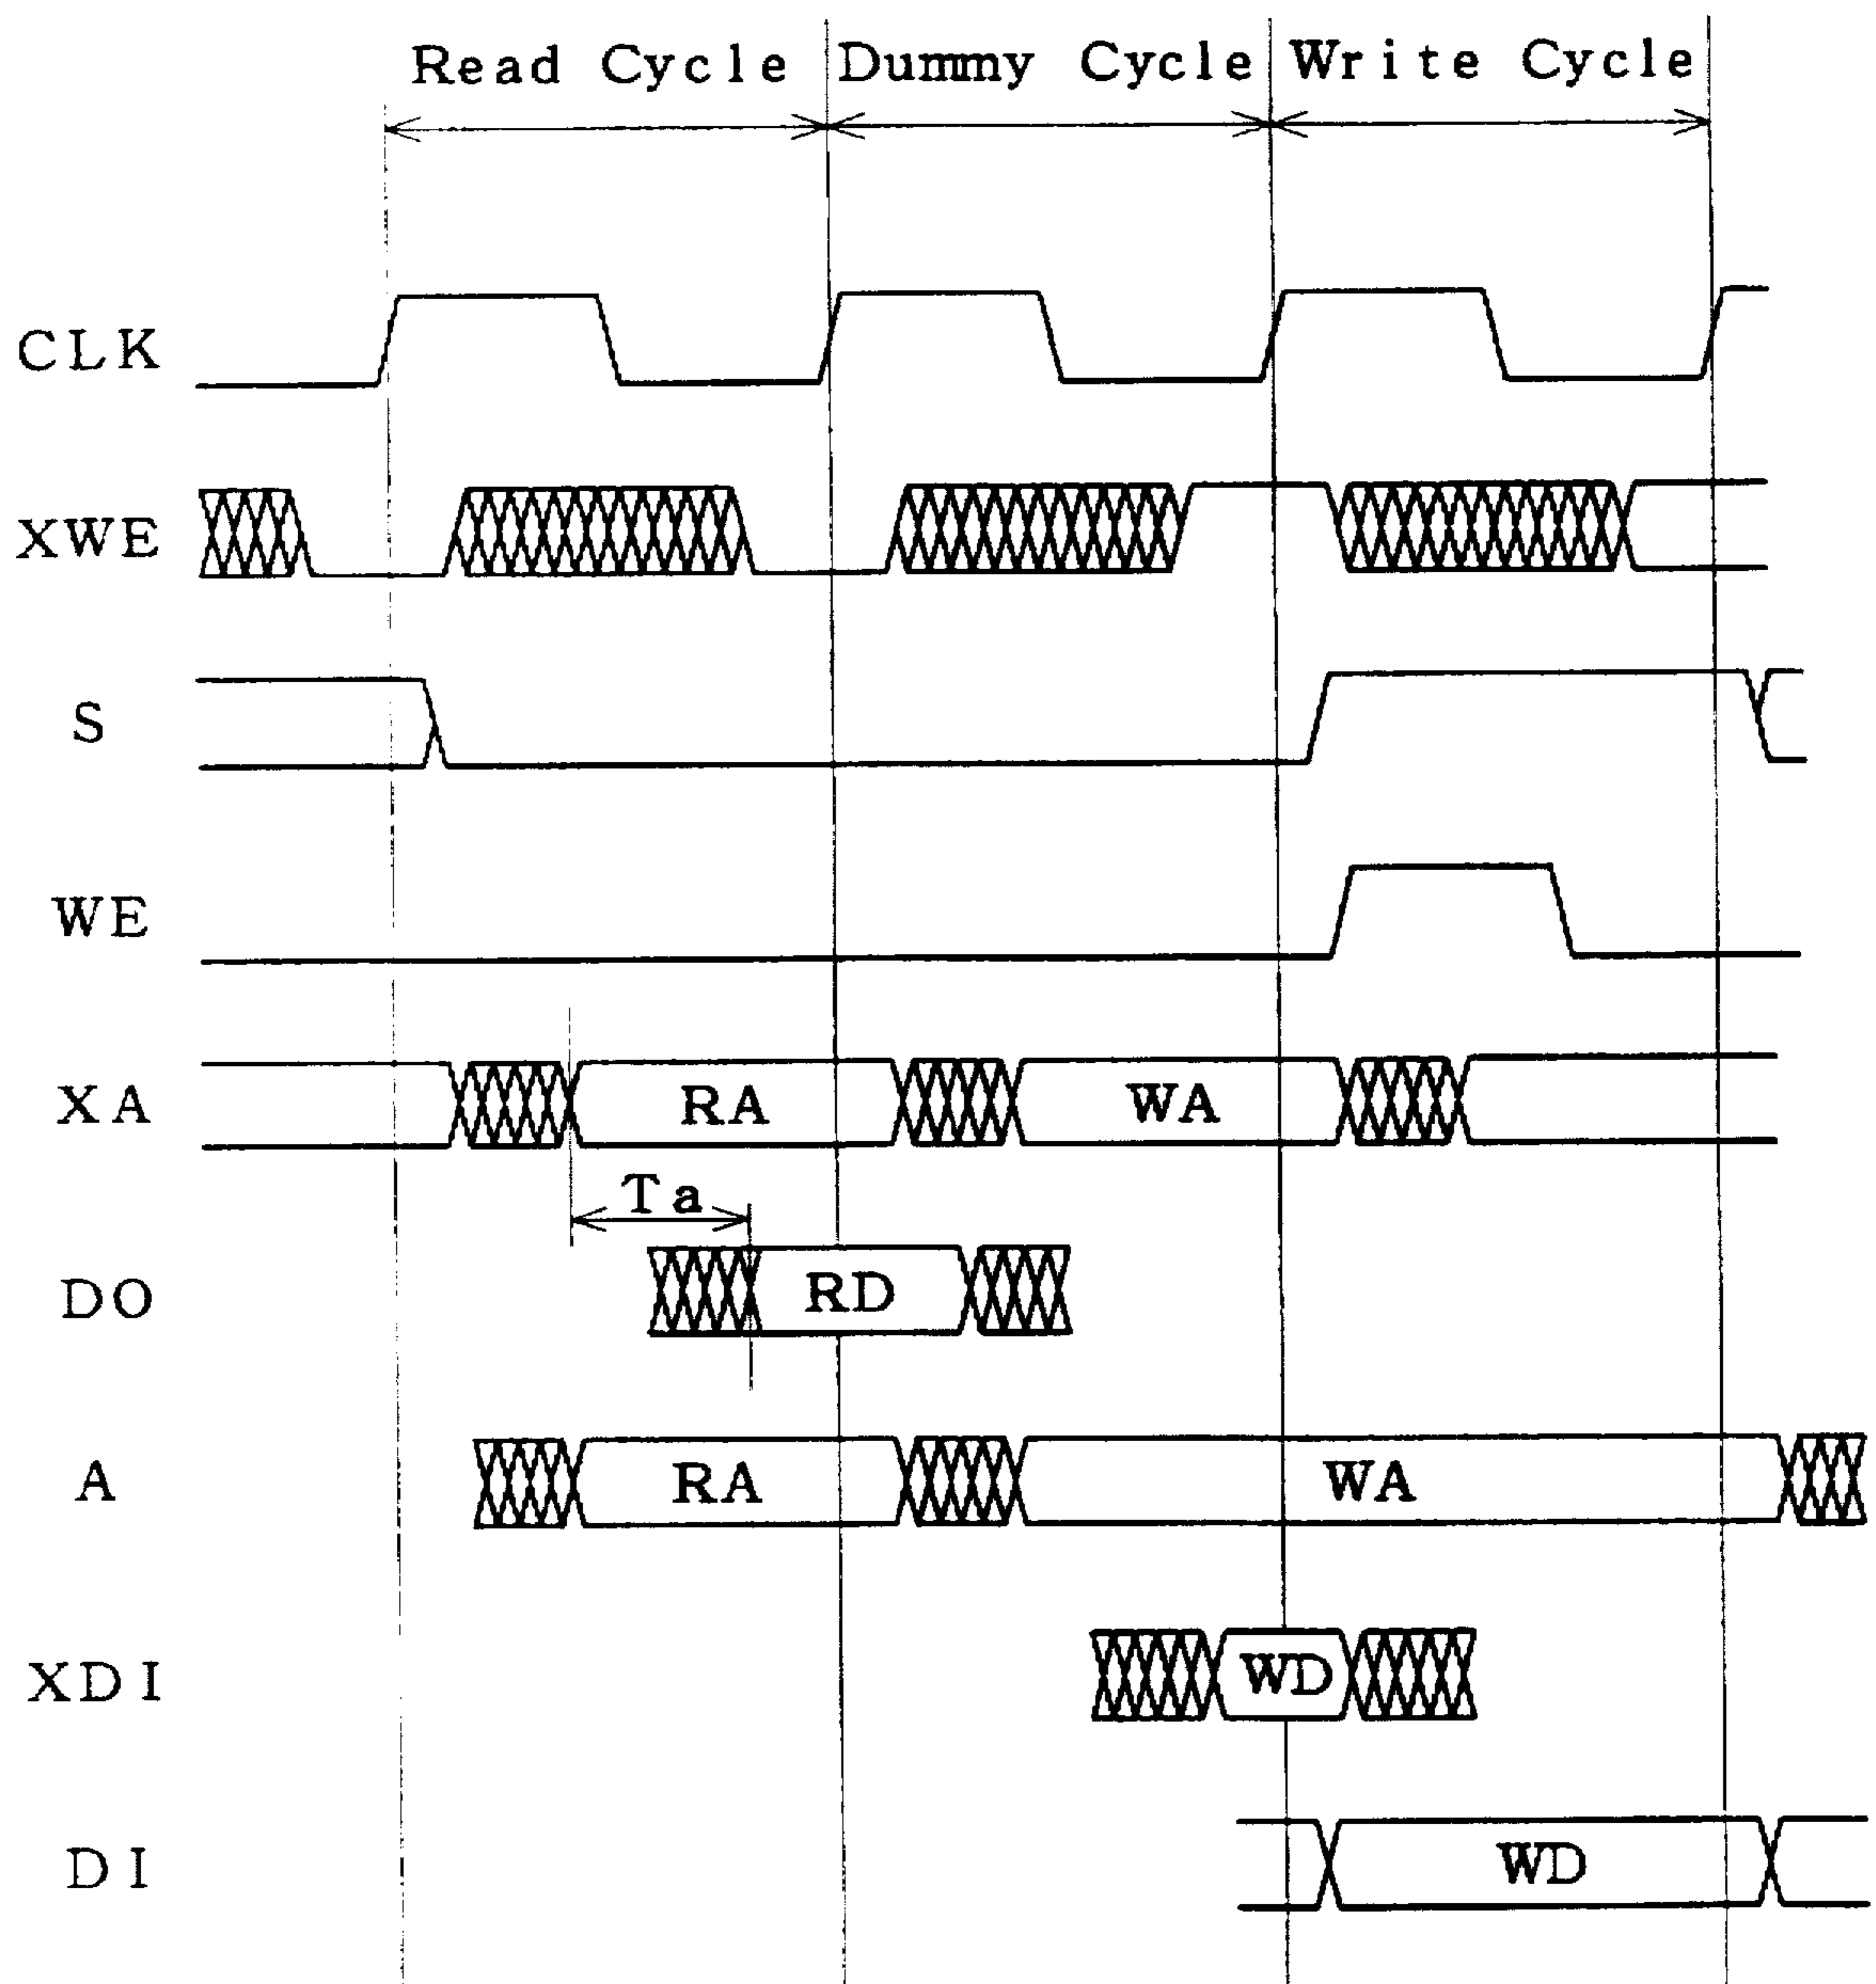 Read Cycle Dummy Cycle Write Cycle
CLK
XWE
S
WE
XA RA WA
Ta
DO RD
A RA WA
XDI WD
DI WD